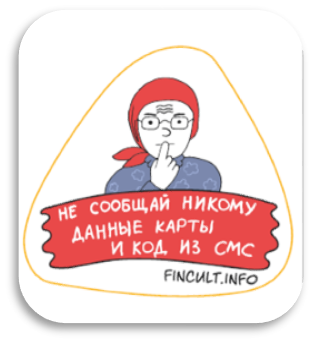 НЕ СООБЩАЙ НИКОМУ
ДАННЫЕ КАРТЫ
И КОД ИЗ СМС
FINCULT.INFO